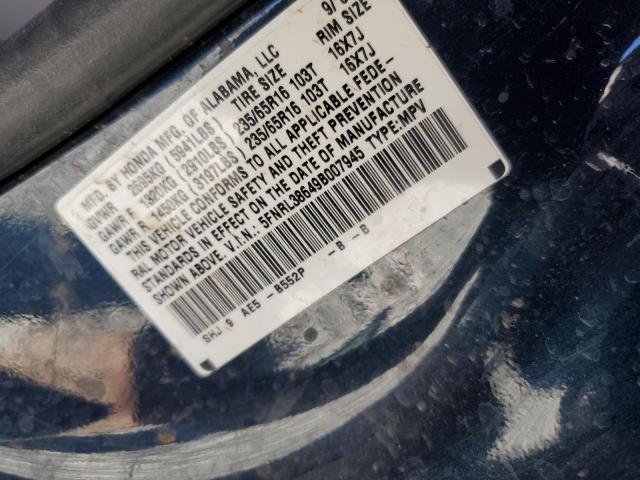 MFD. BY HONDA MFG. OF ALABAMA, LLC 9/
GVWR 2695KG (5941LBS) TIRE SIZE RIM SIZE
GAWR F 1320KG (2910LBS) 235/65R16 103T 16X7J
GAWR R 1450KG (3197LBS) 235/65R16 103T 16X7J
THIS VEHICLE CONFORMS TO ALL APPLICABLE FEDE-
RAL MOTOR VEHICLE SAFETY AND THEFT PREVENTION
STANDARDS IN EFFECT ON THE DATE OF MANUFACTURE
SHOWN ABOVE. V.I.N.: 5FNRL38649B007945 TYPE:MPV
SHJ 9 AE5 - B552P - B - B